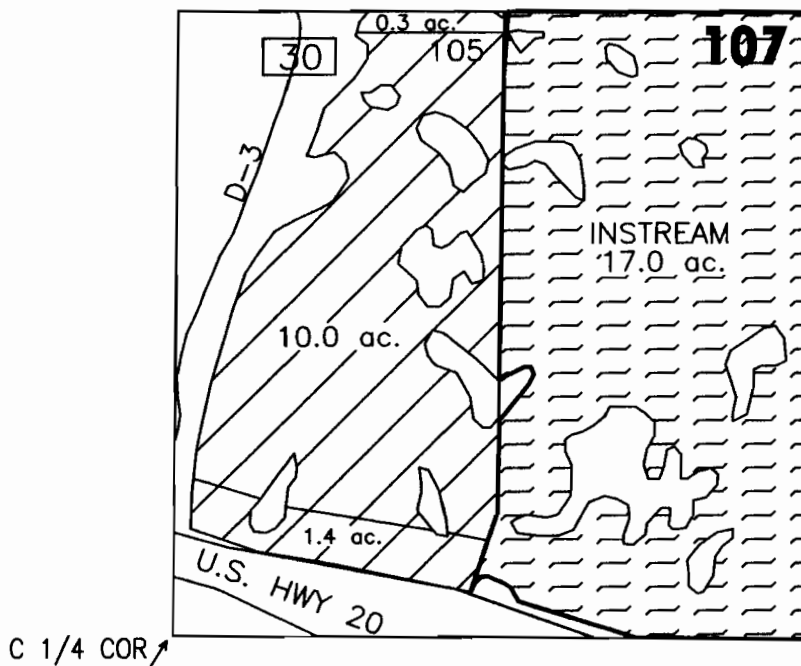 0.3 ac.
30
105
107
D-3
INSTREAM
17.0 ac.
10.0 ac.
1.4 ac.
U.S. HWY 20
C 1/4 COR